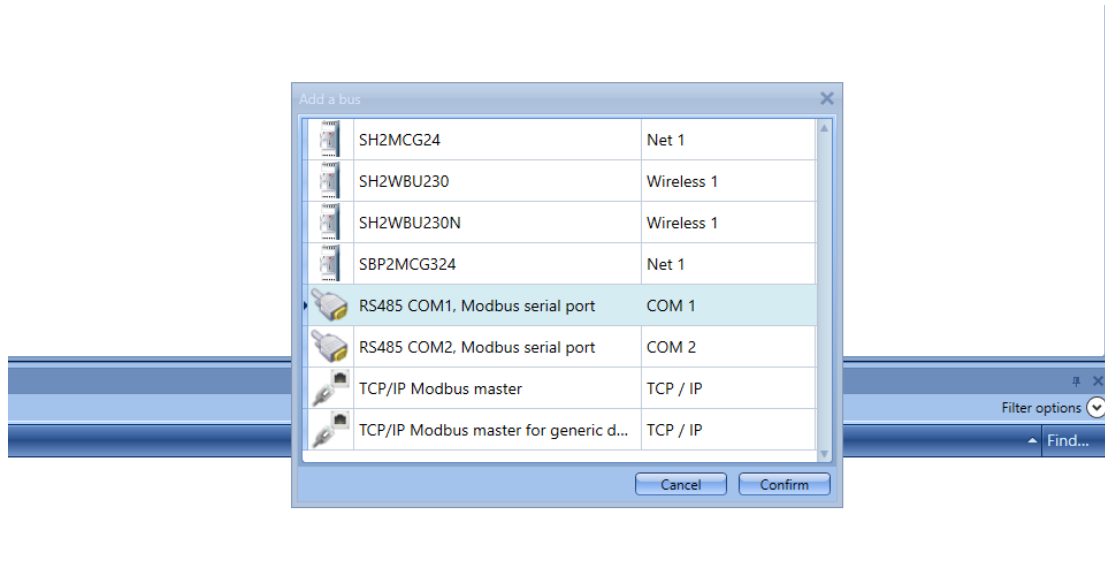 Add a bus
SH2MCG24 Net 1
SH2WBU230 Wireless 1
SH2WBU230N Wireless 1
SBP2MCG324 Net 1
RS485 COM1, Modbus serial port COM 1
RS485 COM2, Modbus serial port COM 2
TCP/IP Modbus master TCP / IP
Filter options
TCP/IP Modbus master for generic d... TCP / IP
Find...
Cancel Confirm